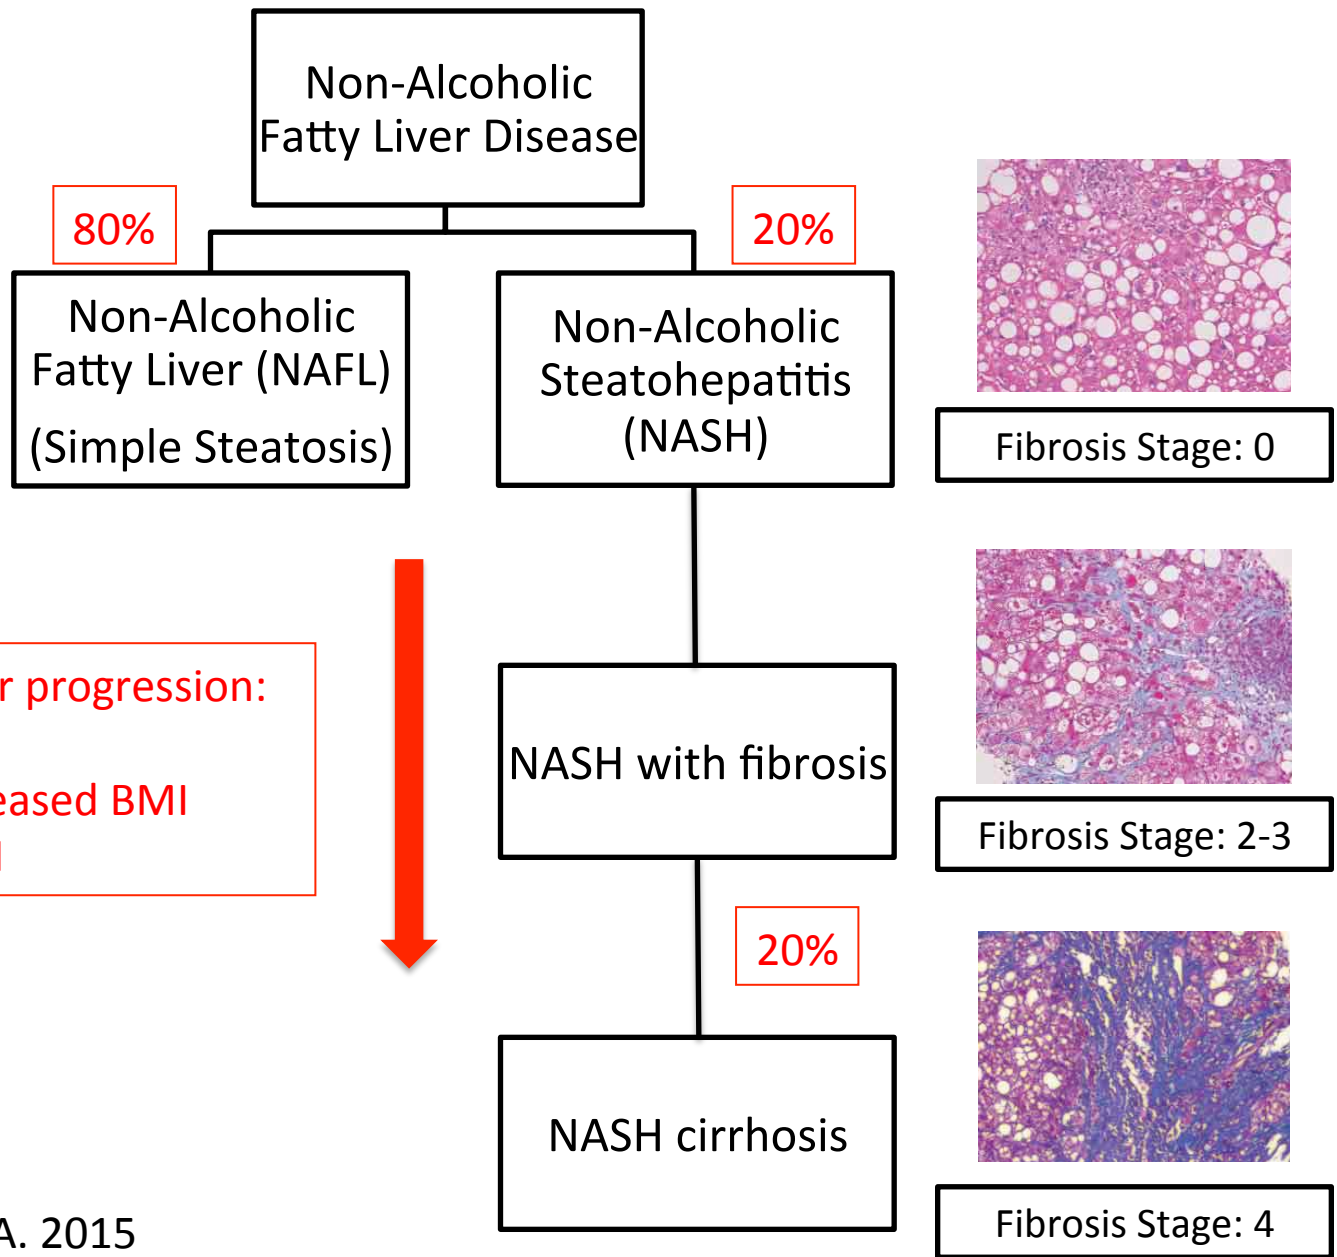 Non-Alcoholic
Fatty Liver Disease
80%
20%
Non-Alcoholic
Fatty Liver (NAFL)
(Simple Steatosis)
Non-Alcoholic
Steatohepatitis
(NASH)
Fibrosis Stage: 0
progression:
BMI
NASH with fibrosis
Fibrosis Stage: 2-3
20%
NASH cirrhosis
Fibrosis Stage: 4
A. 2015